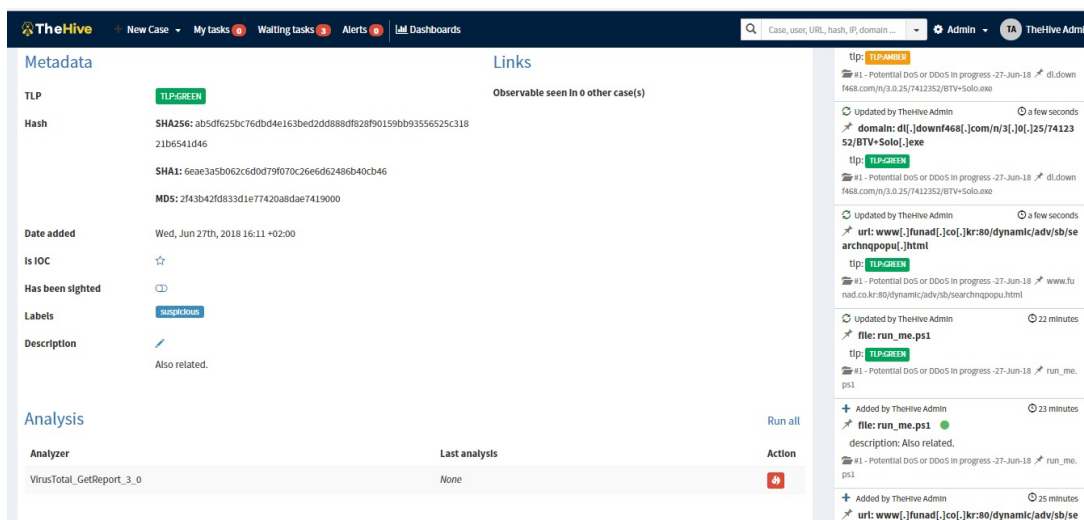 TheHive + New Case My tasks 0 Waiting tasks 3 Alerts 0 Dashboards Case, user, URL, hash, IP, domain ... Admin TA TheHive Admi
Metadata
TLP TLP:GREEN
Hash SHA256: ab5df625bc76dbd4e163bed2dd888df828f90159bb93556525c318
21b6541d46
SHA1: 6eae3a5b062c6d0d79f070c26e6d62486b40cb46
MD5: 2f43b42fd833d1e77420a8dae7419000
Date added Wed, Jun 27th, 2018 16:11 +02:00
Is IOC
Has been sighted
Labels suspicious
Description
Also related.
Links
Observable seen in 0 other case(s)
Analysis Run all
Analyzer Last analysis Action
VirusTotal_GetReport_3_0 None
tlp: TLP:AMBER
#1 - Potential DoS or DDoS in progress -27-Jun-18 dl.down
f468.com/n/3.0.25/7412352/BTV+Solo.exe
Updated by TheHive Admin a few seconds
domain: dl[.]downf468[.]com/n/3[.]0[.]25/74123
52/BTV+Solo[.]exe
tlp: TLP:GREEN
#1 - Potential DoS or DDoS in progress -27-Jun-18 dl.down
f468.com/n/3.0.25/7412352/BTV+Solo.exe
Updated by TheHive Admin a few seconds
url: www[.]funad[.]co[.]kr:80/dynamic/adv/sb/se
archnqpopu[.]html
tlp: TLP:GREEN
#1 - Potential DoS or DDoS in progress -27-Jun-18 www.fu
nad.co.kr:80/dynamic/adv/sb/searchnqpopu.html
Updated by TheHive Admin 22 minutes
file: run_me.ps1
tlp: TLP:GREEN
#1 - Potential DoS or DDoS in progress -27-Jun-18 run_me.
ps1
+ Added by TheHive Admin 23 minutes
file: run_me.ps1
description: Also related.
#1 - Potential DoS or DDoS in progress -27-Jun-18 run_me.
ps1
+ Added by TheHive Admin 25 minutes
url: www[.]funad[.]co[.]kr:80/dynamic/adv/sb/se